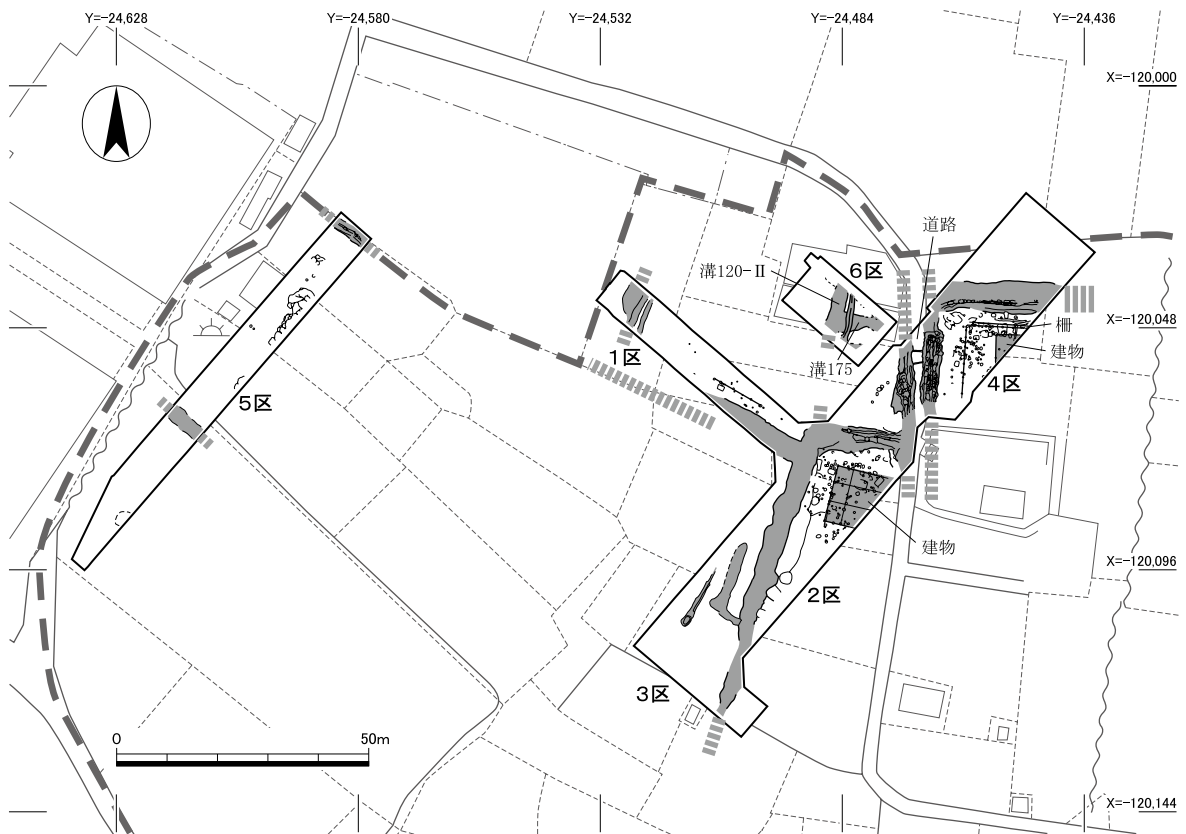 Y=-24,628
Y=-24,580
Y=-24,532
Y=-24,484
Y=-24,436
X=-120,000
道路
溝120-Ⅱ
6区
柵
X=-120,048
建物
1区
溝175
4区
5区
建物
X=-120,096
2区
3区
0
50m
X=-120,144